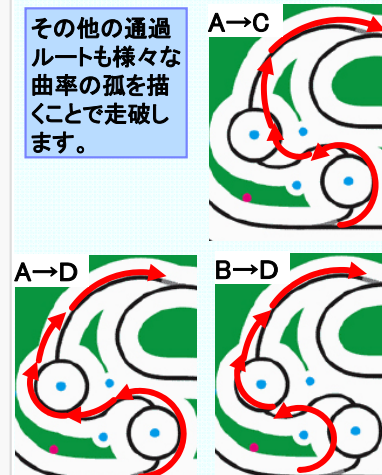 その他の通過
ルートも様々な
曲率の孤を描
くことで走破し
ます。
A→C
A→D
B→D